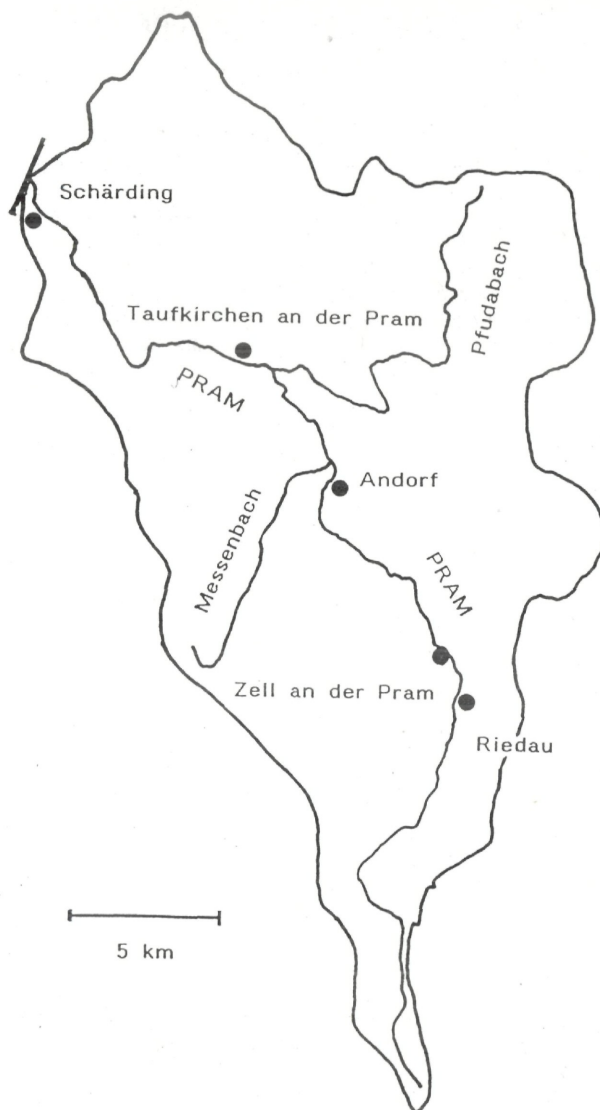 Schärding
Pfudabach
Taufkirchen an der Pram
PRAM
Andorf
Messenbach
PRAM
Zell an der Pram
Riedau
5 km